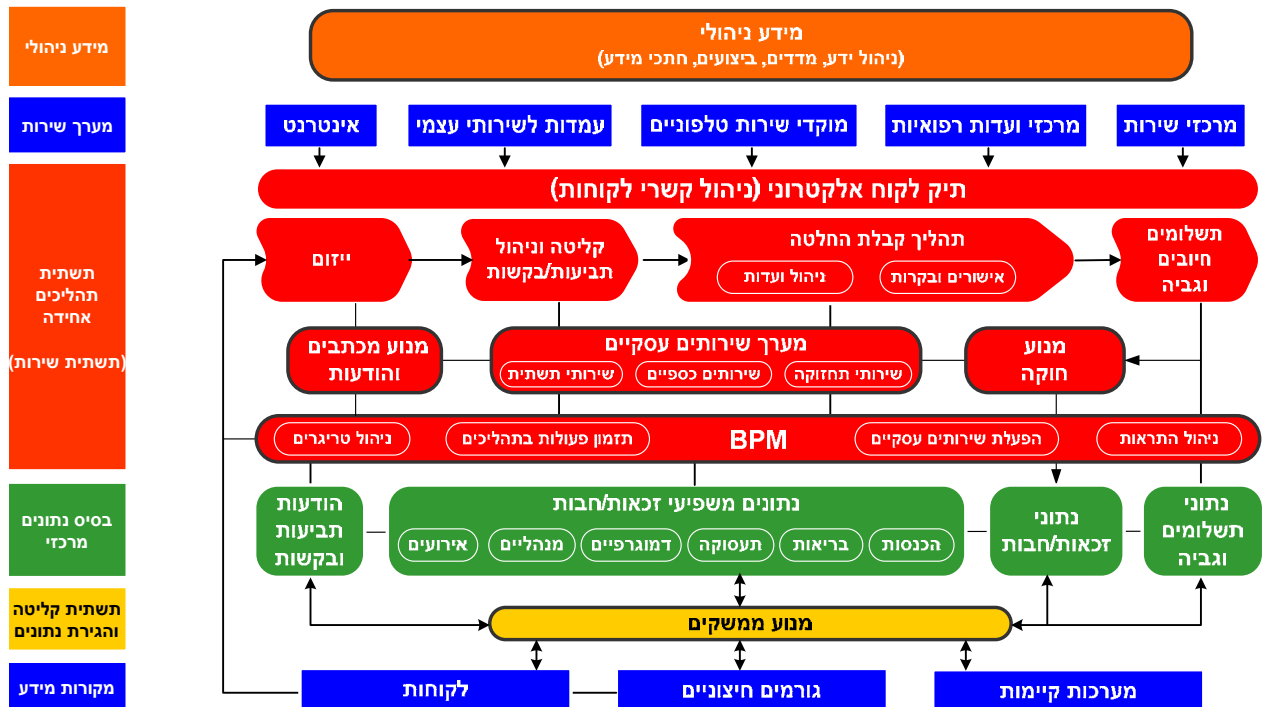 מידע ניהולי
מידע ניהולי
(ניהול ידע, מדדים, ביצועים, חתכי מידע)
מערך שירות
מרכזי שירות
מרכזי ועדות רפואיות
מוקדי שירות טלפוניים
עמדות לשירותי עצמי
אינטרנט
תשתית
תהליכים
אחידה
(תשתית שירות)
תיק לקוח אלקטרוני (ניהול קשרי לקוחות)
ייזום
קליטה וניהול
תביעות/בקשות
תהליך קבלת החלטה
אישורים ובקרות
ניהול ועדות
תשלומים
חיובים
וגביה
מנוע
חוקה
מערך שירותים עסקיים
שירותי תחזוקה
שירותים כספיים
שירותי תשתית
מנוע מכתבים
והודעות
BPM
ניהול התראות
הפעלת שירותים עסקיים
תזמון פעולות בתהליכים
ניהול טריגרים
בסיס נתונים
מרכזי
נתוני
תשלומים
וגביה
נתוני
זכאות/חבות
נתונים משפיעי זכאות/חבות
הכנסות
בריאות
תעסוקה
דמוגרפיים
מנהליים
אירועים
הודעות
תביעות
ובקשות
תשתית קליטה
והגירת נתונים
מנוע ממשקים
מקורות מידע
מערכות קיימות
גורמים חיצוניים
לקוחות